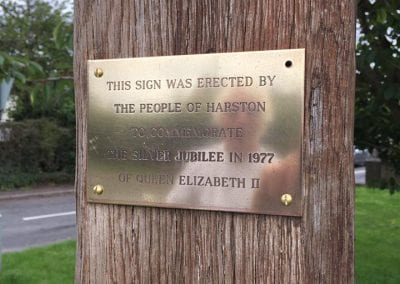 THIS SIGN WAS ERECTED BY
THE PEOPLE OF HARSTON
TO COMMEMORATE
THE SILVER JUBILEE IN 1977
OF QUEEN ELIZABETH II